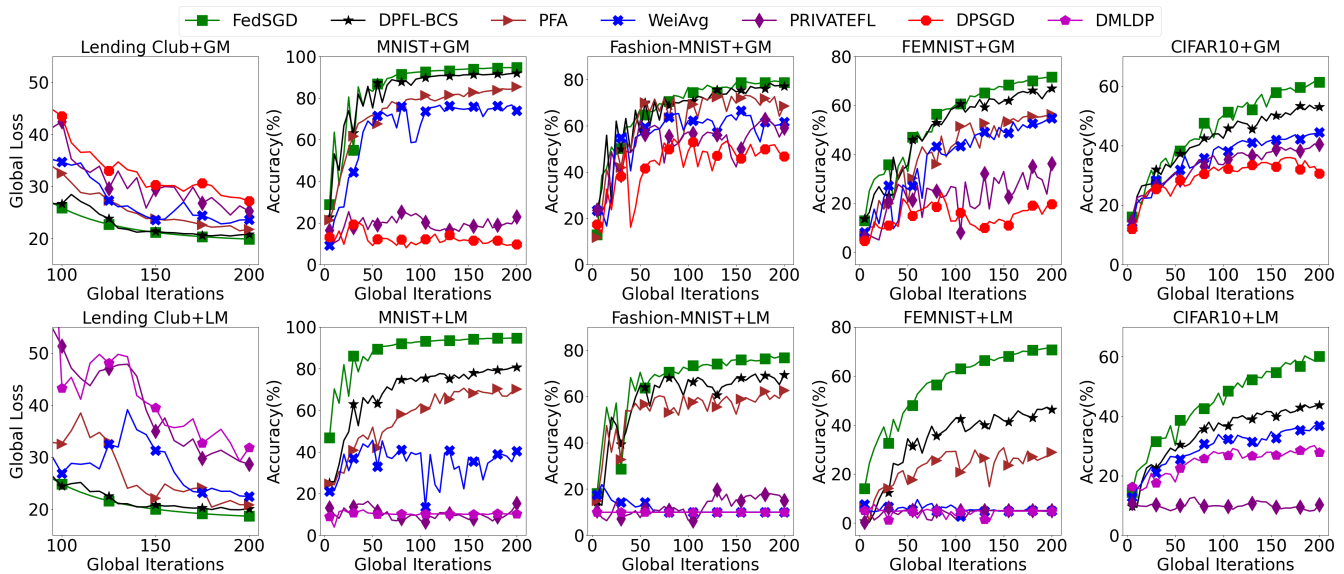 FedSGD DPFL-BCS PFA WeiAvg PRIVATEFL DPSGD DMLDP
Lending Club+GM MNIST+GM Fashion-MNIST+GM FEMNIST+GM CIFAR10+GM
Global Loss Accuracy(%) Accuracy(%) Accuracy(%) Accuracy(%)
50 40 30 20
100 80 60 40 20 0
80 60 40 20 0
80 60 40 20 0
60 40 20 0
100 150 200 0 50 100 150 200 0 50 100 150 200 0 50 100 150 200 0 50 100 150 200
Global Iterations Global Iterations Global Iterations Global Iterations Global Iterations
Lending Club+LM MNIST+LM Fashion-MNIST+LM FEMNIST+LM CIFAR10+LM
Global Loss Accuracy(%) Accuracy(%) Accuracy(%) Accuracy(%)
50 40 30 20
100 80 60 40 20 0
80 60 40 20 0
80 60 40 20 0
60 40 20 0
100 150 200 0 50 100 150 200 0 50 100 150 200 0 50 100 150 200 0 50 100 150 200
Global Iterations Global Iterations Global Iterations Global Iterations Global Iterations